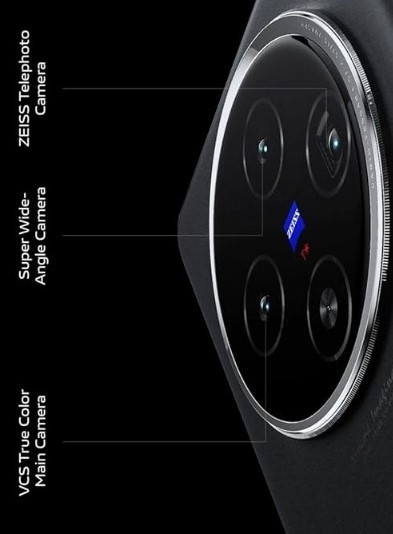 ZEISS Telephoto
Camera
Super Wide-
Angle Camera
VCS True Color
Main Camera
ZEISS
T*